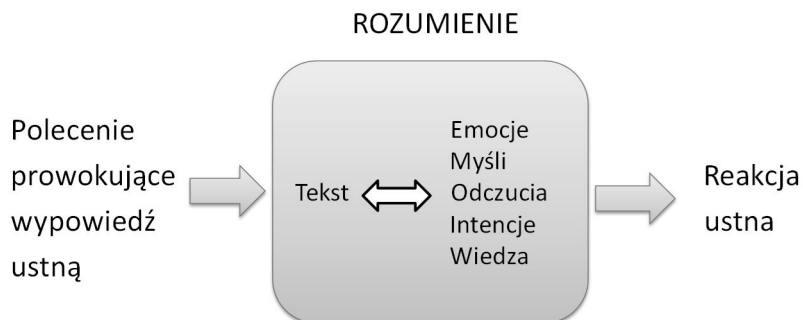 ROZUMIENIE
Polecenie
prowokujące
wypowiedź
ustną
Tekst
Emocje
Myśli
Odczucia
Intencje
Wiedza
Reakcja
ustna